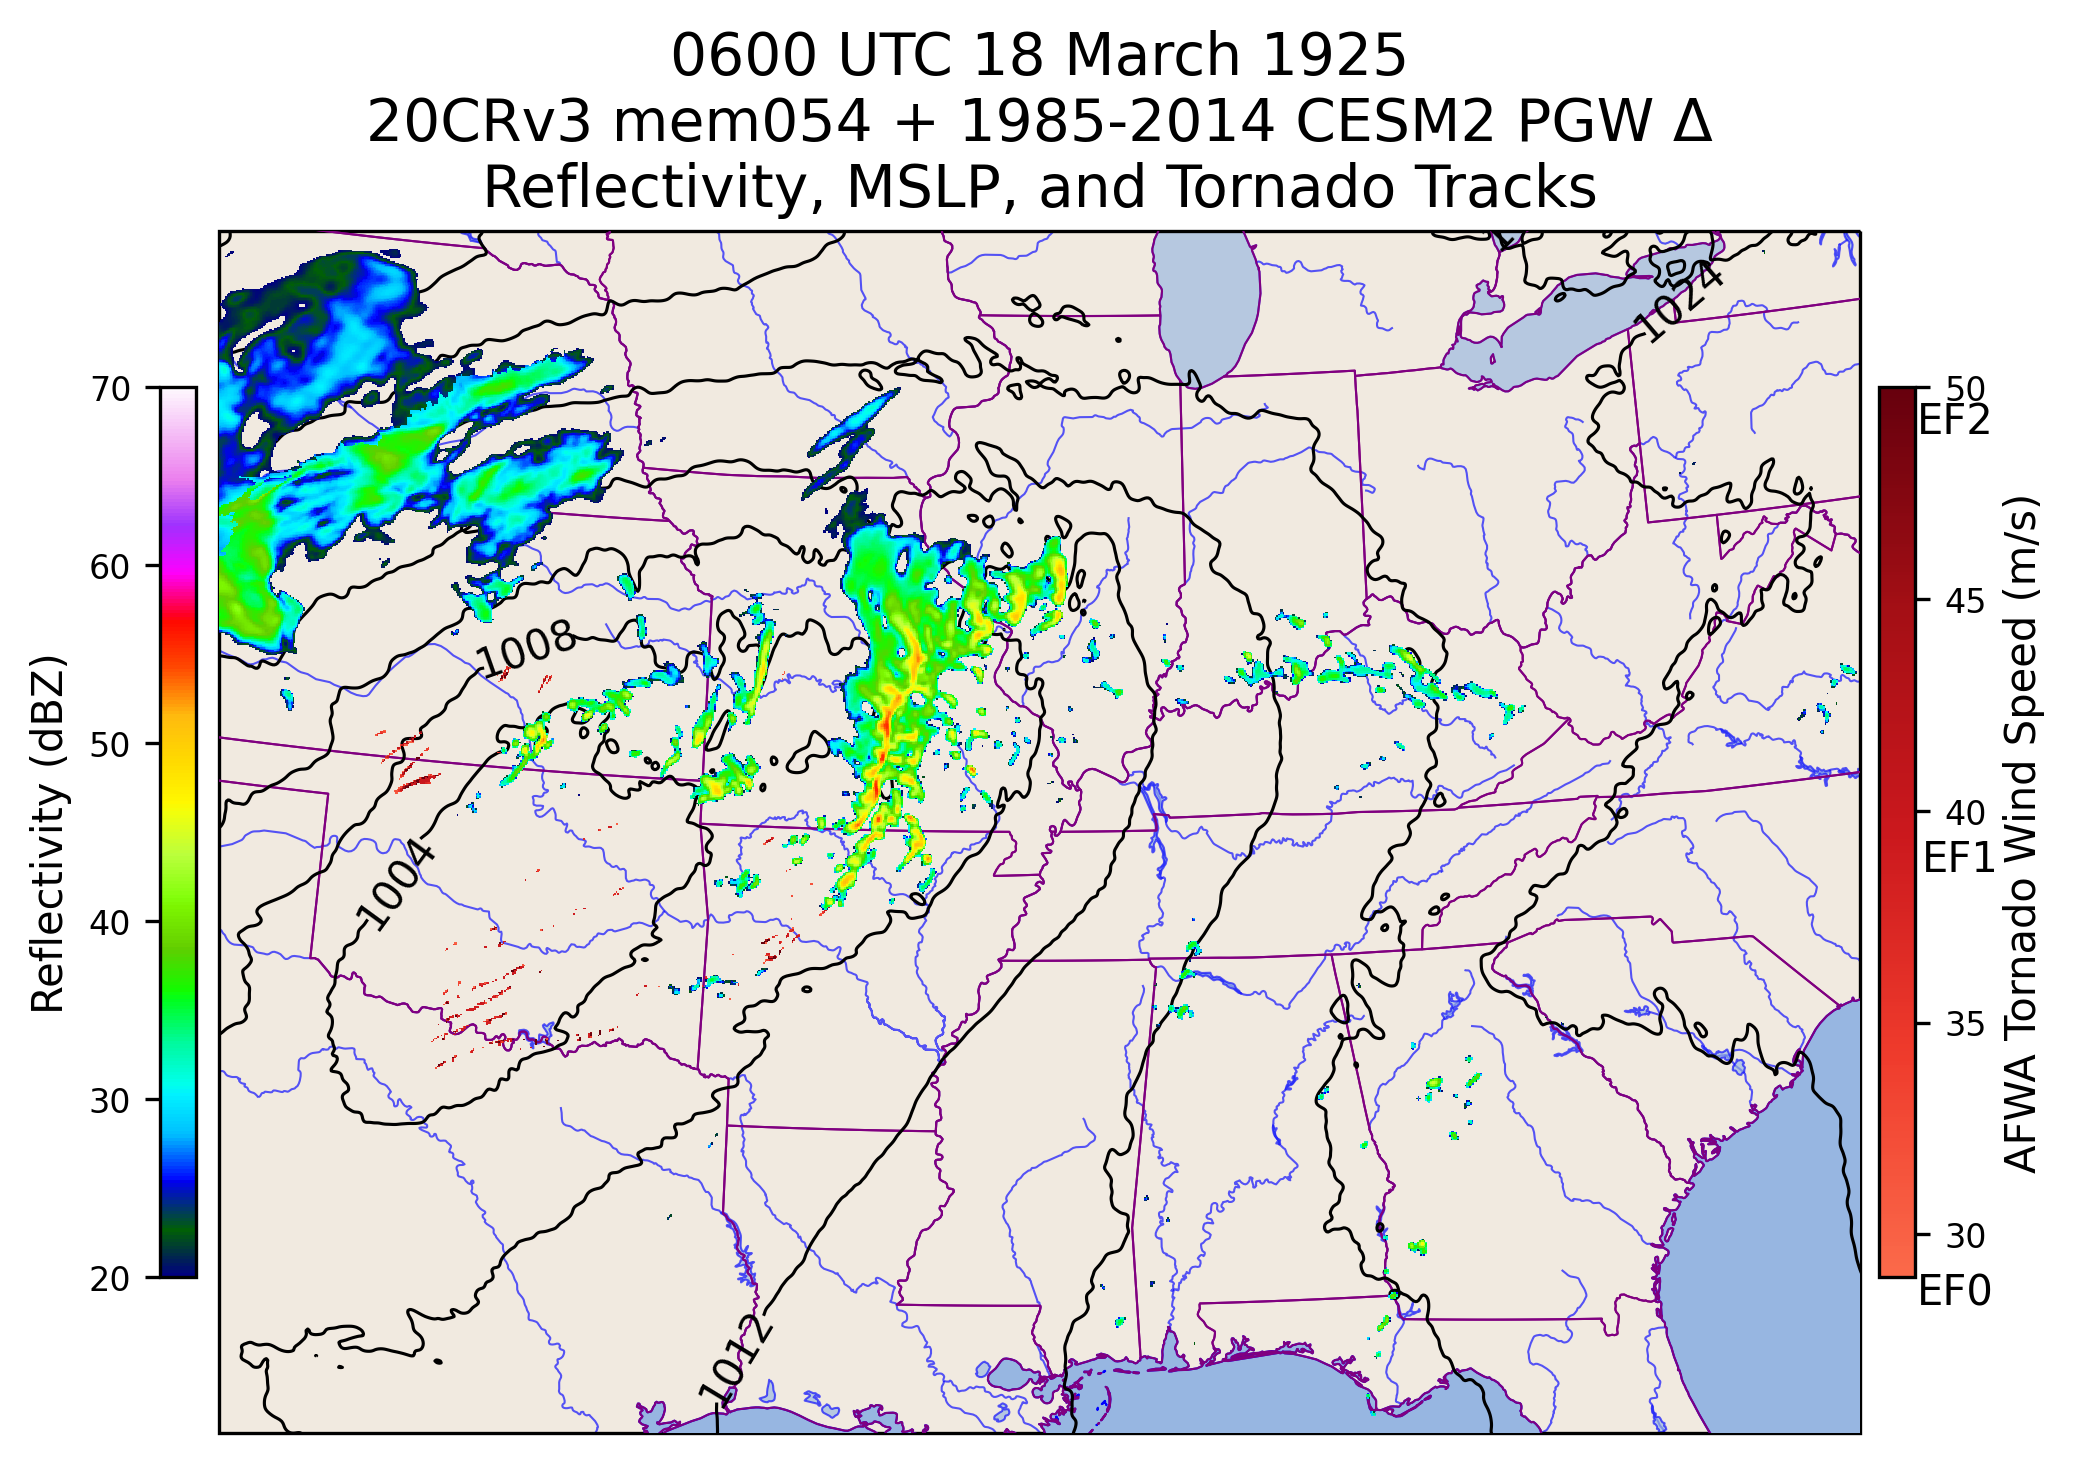 0600 UTC 18 March 1925
20CRv3 mem054 + 1985-2014 CESM2 PGW Δ
Reflectivity, MSLP, and Tornado Tracks
70
60
50
40
30
20
Reflectivity (dBZ)
1024
1008
1004
1012
50
EF2
45
40
EF1
35
30
EF0
AFWA Tornado Wind Speed (m/s)